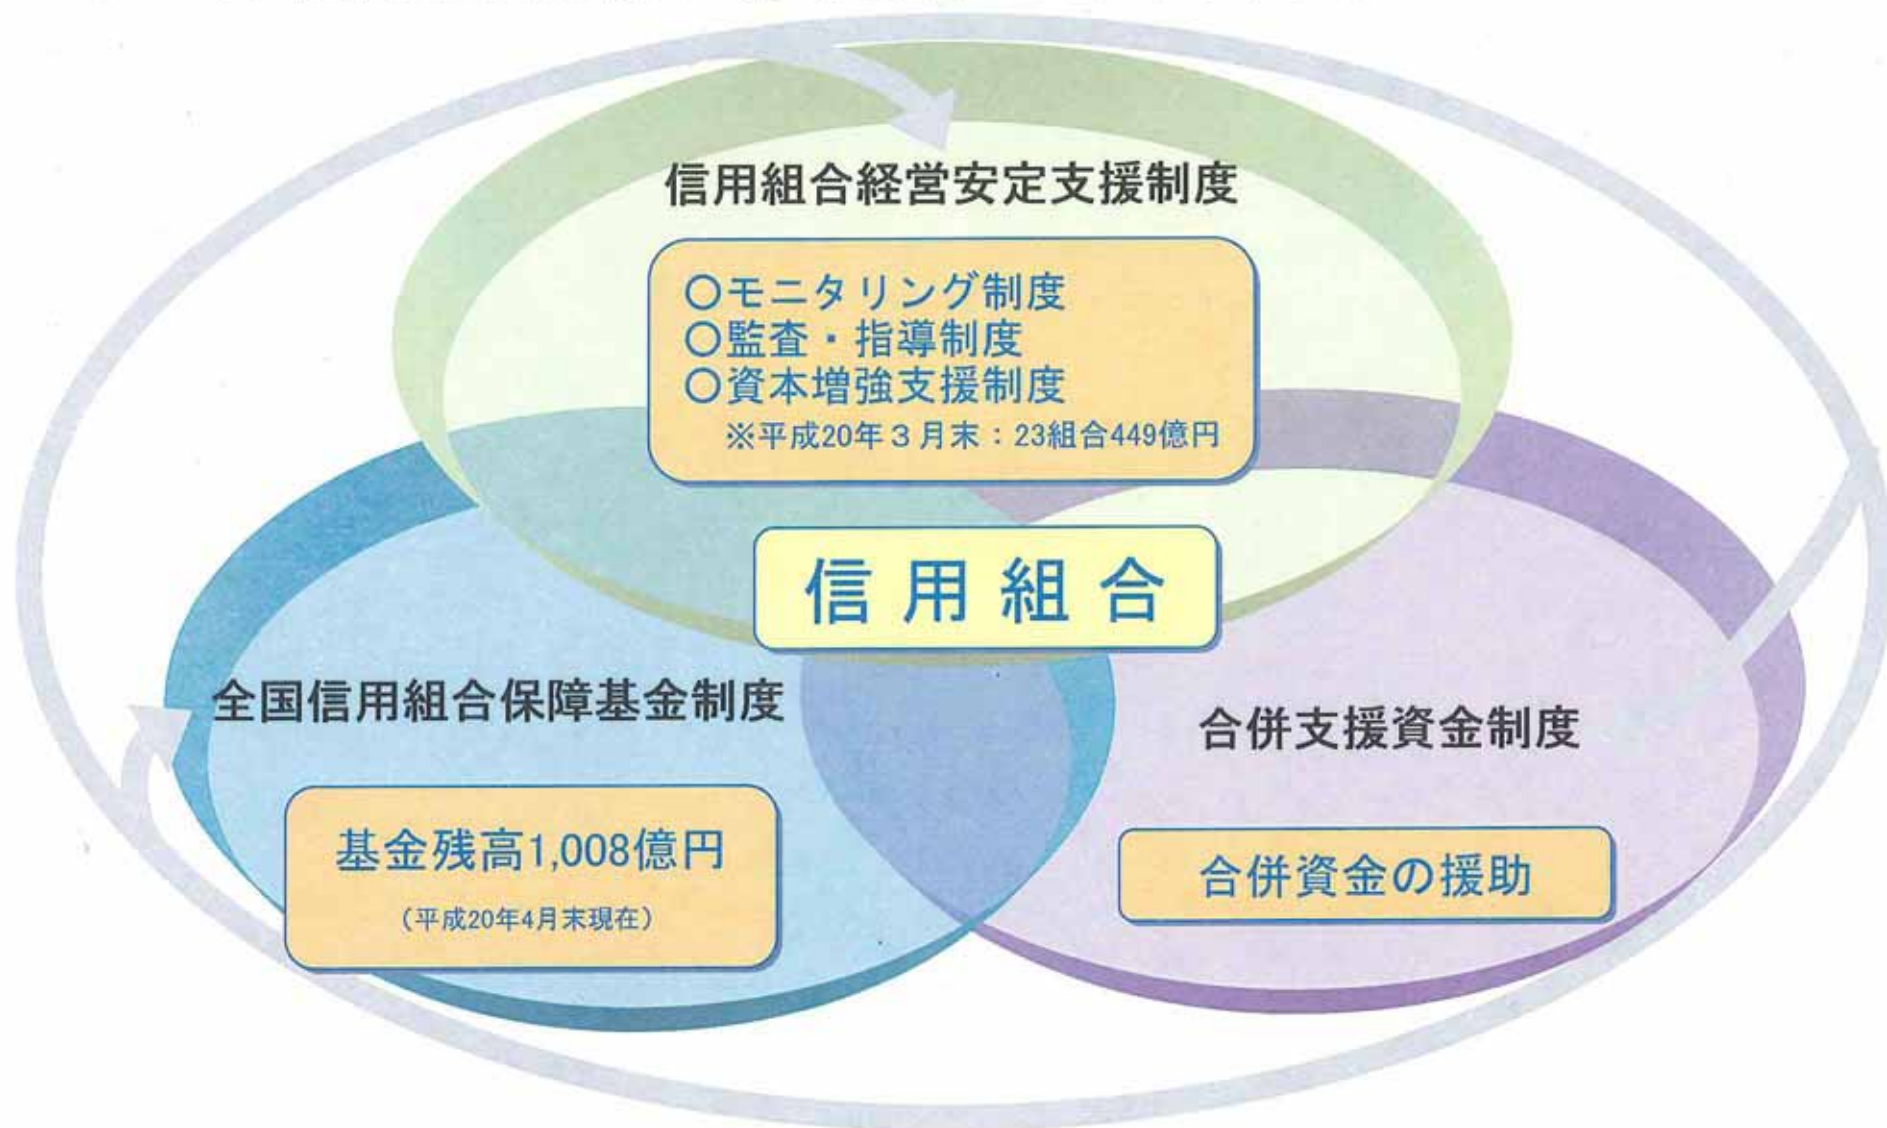 信用組合経営安定支援制度
○モニタリング制度
○監査・指導制度
○資本増強支援制度
※平成20年3月末：23組合449億円
信用組合
全国信用組合保障基金制度
基金残高1,008億円
（平成20年4月末現在）
合併支援資金制度
合併資金の援助